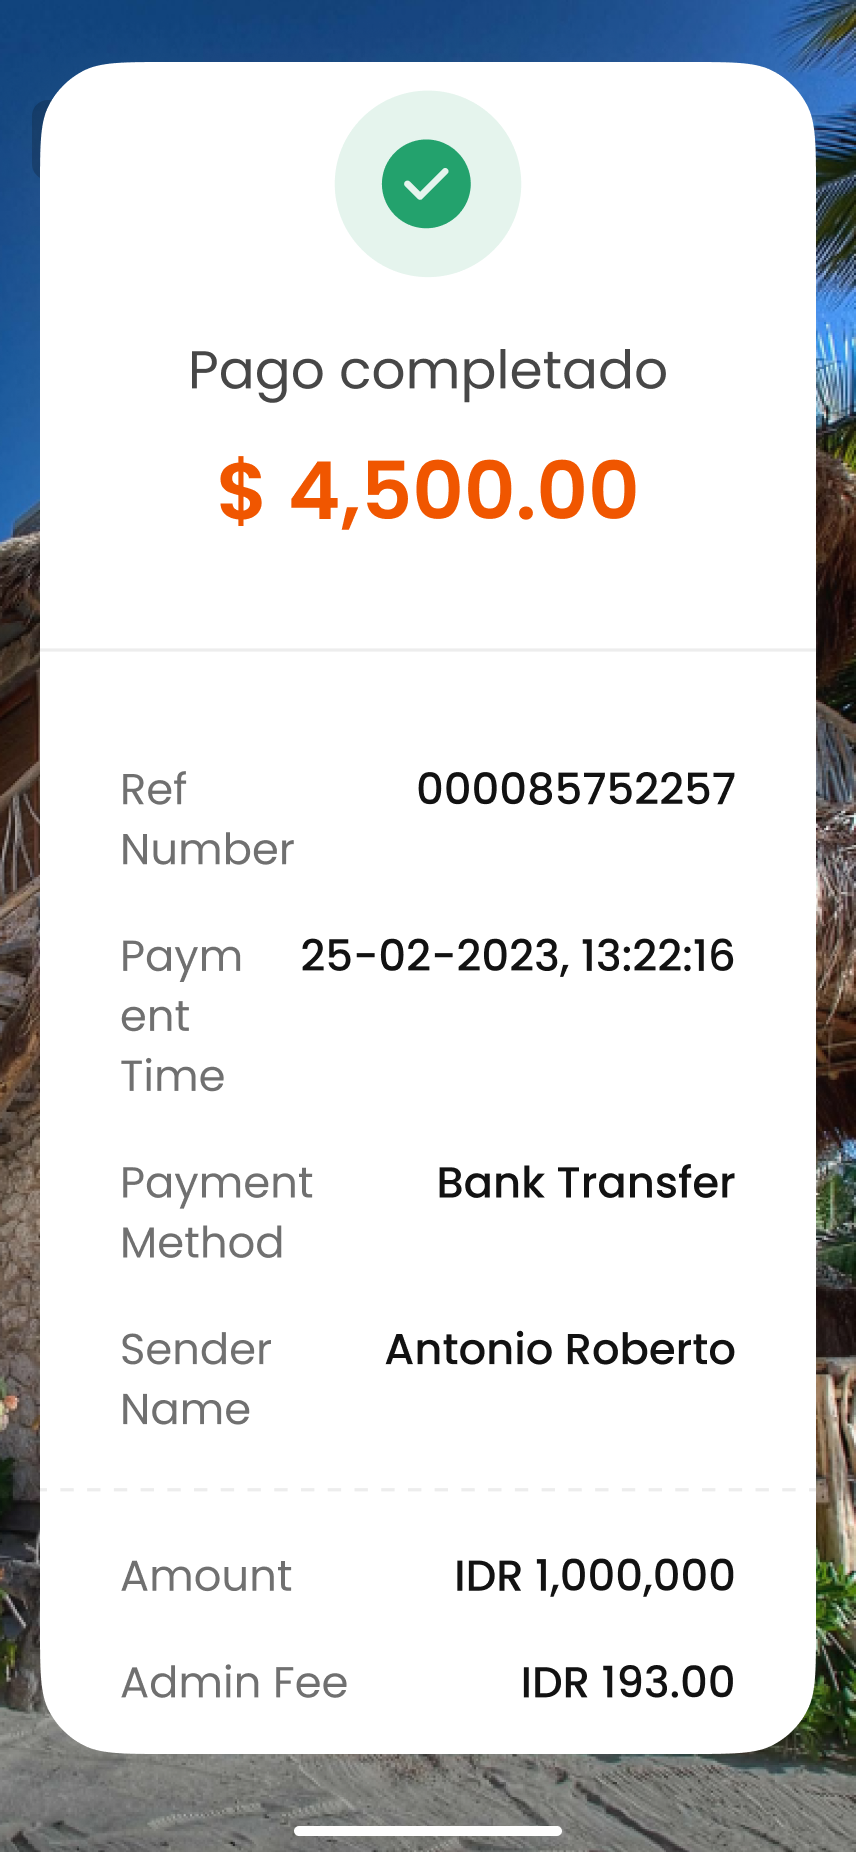 Pago completado
$ 4,500.00
Ref
Number
000085752257
Paym
ent
Time
25-02-2023, 13:22:16
Payment
Method
Bank Transfer
Sender
Name
Antonio Roberto
Amount
IDR 1,000,000
Admin Fee
IDR 193.00